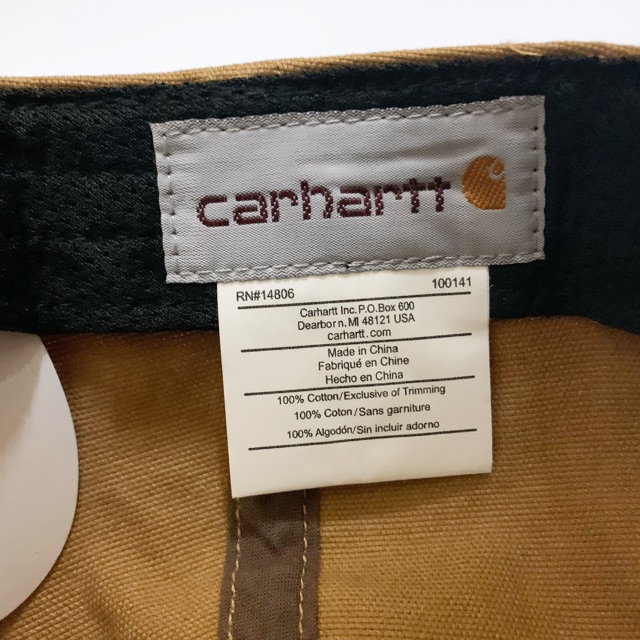 carhartt
RN#14806 100141
Carhartt Inc. P.O. Box 600
Dearborn, MI 48121 USA
carhartt.com
Made in China
Fabriqué en Chine
Hecho en China
100% Cotton/Exclusive of Trimming
100% Coton/Sans garniture
100% Algodón/Sin incluir adorno